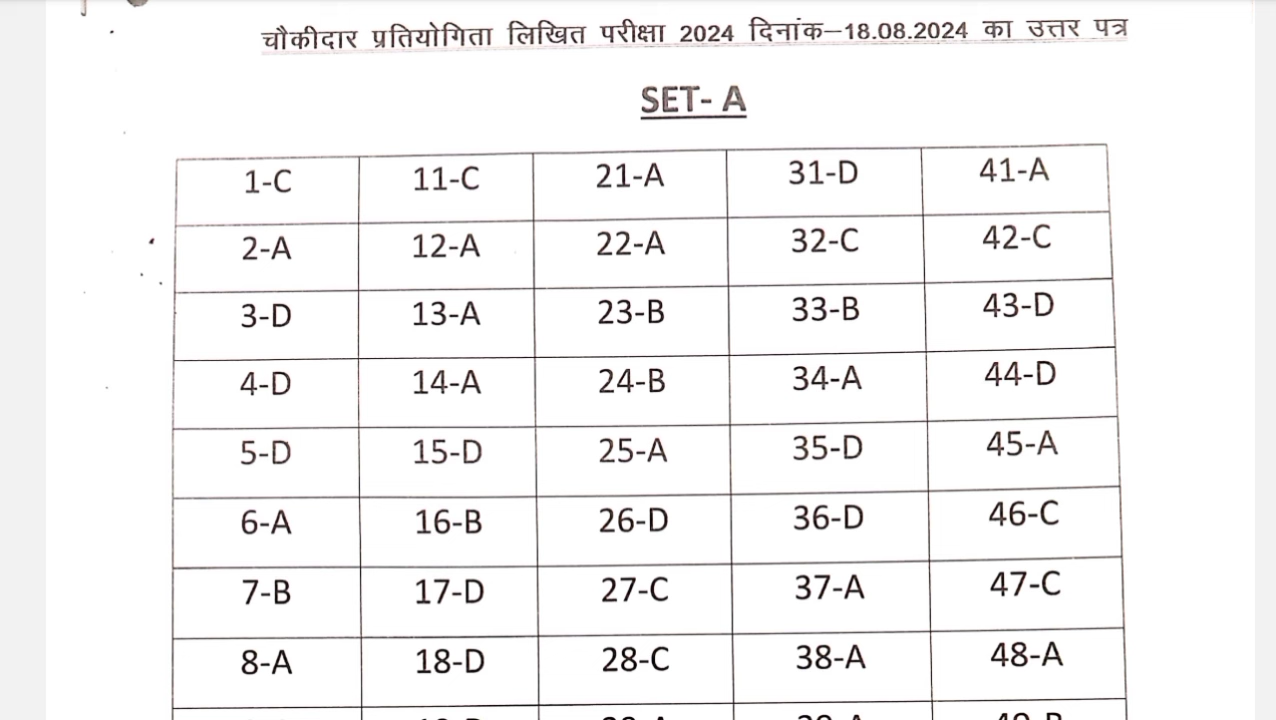 चौकीदार प्रतियोगिता लिखित परीक्षा 2024 दिनांक–18.08.2024 का उत्तर पत्र
SET- A
1-C 11-C 21-A 31-D 41-A
2-A 12-A 22-A 32-C 42-C
3-D 13-A 23-B 33-B 43-D
4-D 14-A 24-B 34-A 44-D
5-D 15-D 25-A 35-D 45-A
6-A 16-B 26-D 36-D 46-C
7-B 17-D 27-C 37-A 47-C
8-A 18-D 28-C 38-A 48-A